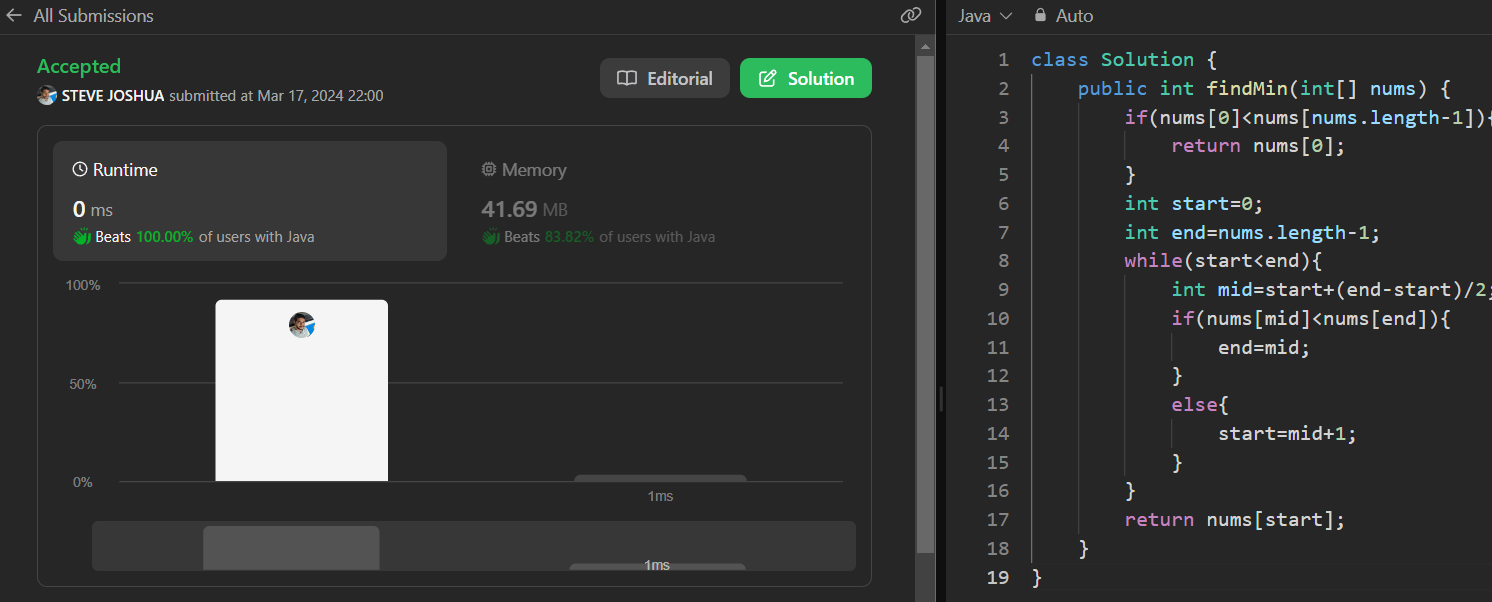 All Submissions
Accepted
STEVE JOSHUA submitted at Mar 17, 2024 22:00
Editorial
Solution
Runtime
0 ms
Beats 100.00% of users with Java
Memory
41.69 MB
Beats 83.82% of users with Java
100%
50%
0%
1ms
1ms
Java
Auto
1 class Solution {
2 public int findMin(int[] nums) {
3 if(nums[0]<nums[nums.length-1]){
4 return nums[0];
5 }
6 int start=0;
7 int end=nums.length-1;
8 while(start<end){
9 int mid=start+(end-start)/2;
10 if(nums[mid]<nums[end]){
11 end=mid;
12 }
13 else{
14 start=mid+1;
15 }
16 }
17 return nums[start];
18 }
19 }